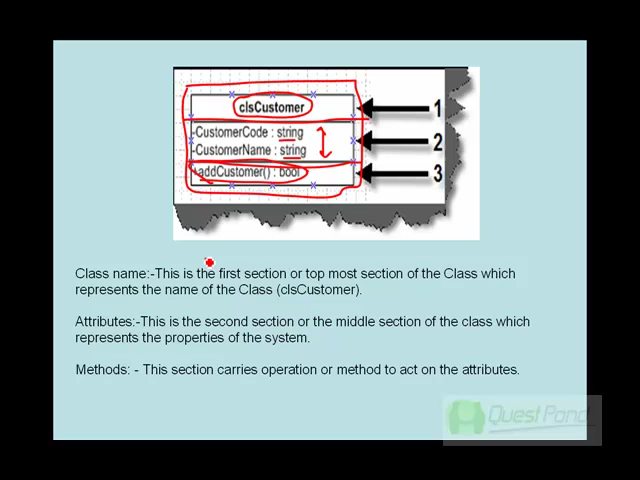 clsCustomer
1
-CustomerCode : string
2
-CustomerName : string
+addCustomer() : bool
3
Class name:-This is the first section or top most section of the Class which
represents the name of the Class (clsCustomer).
Attributes:-This is the second section or the middle section of the class which
represents the properties of the system.
Methods: - This section carries operation or method to act on the attributes.
QuestPond